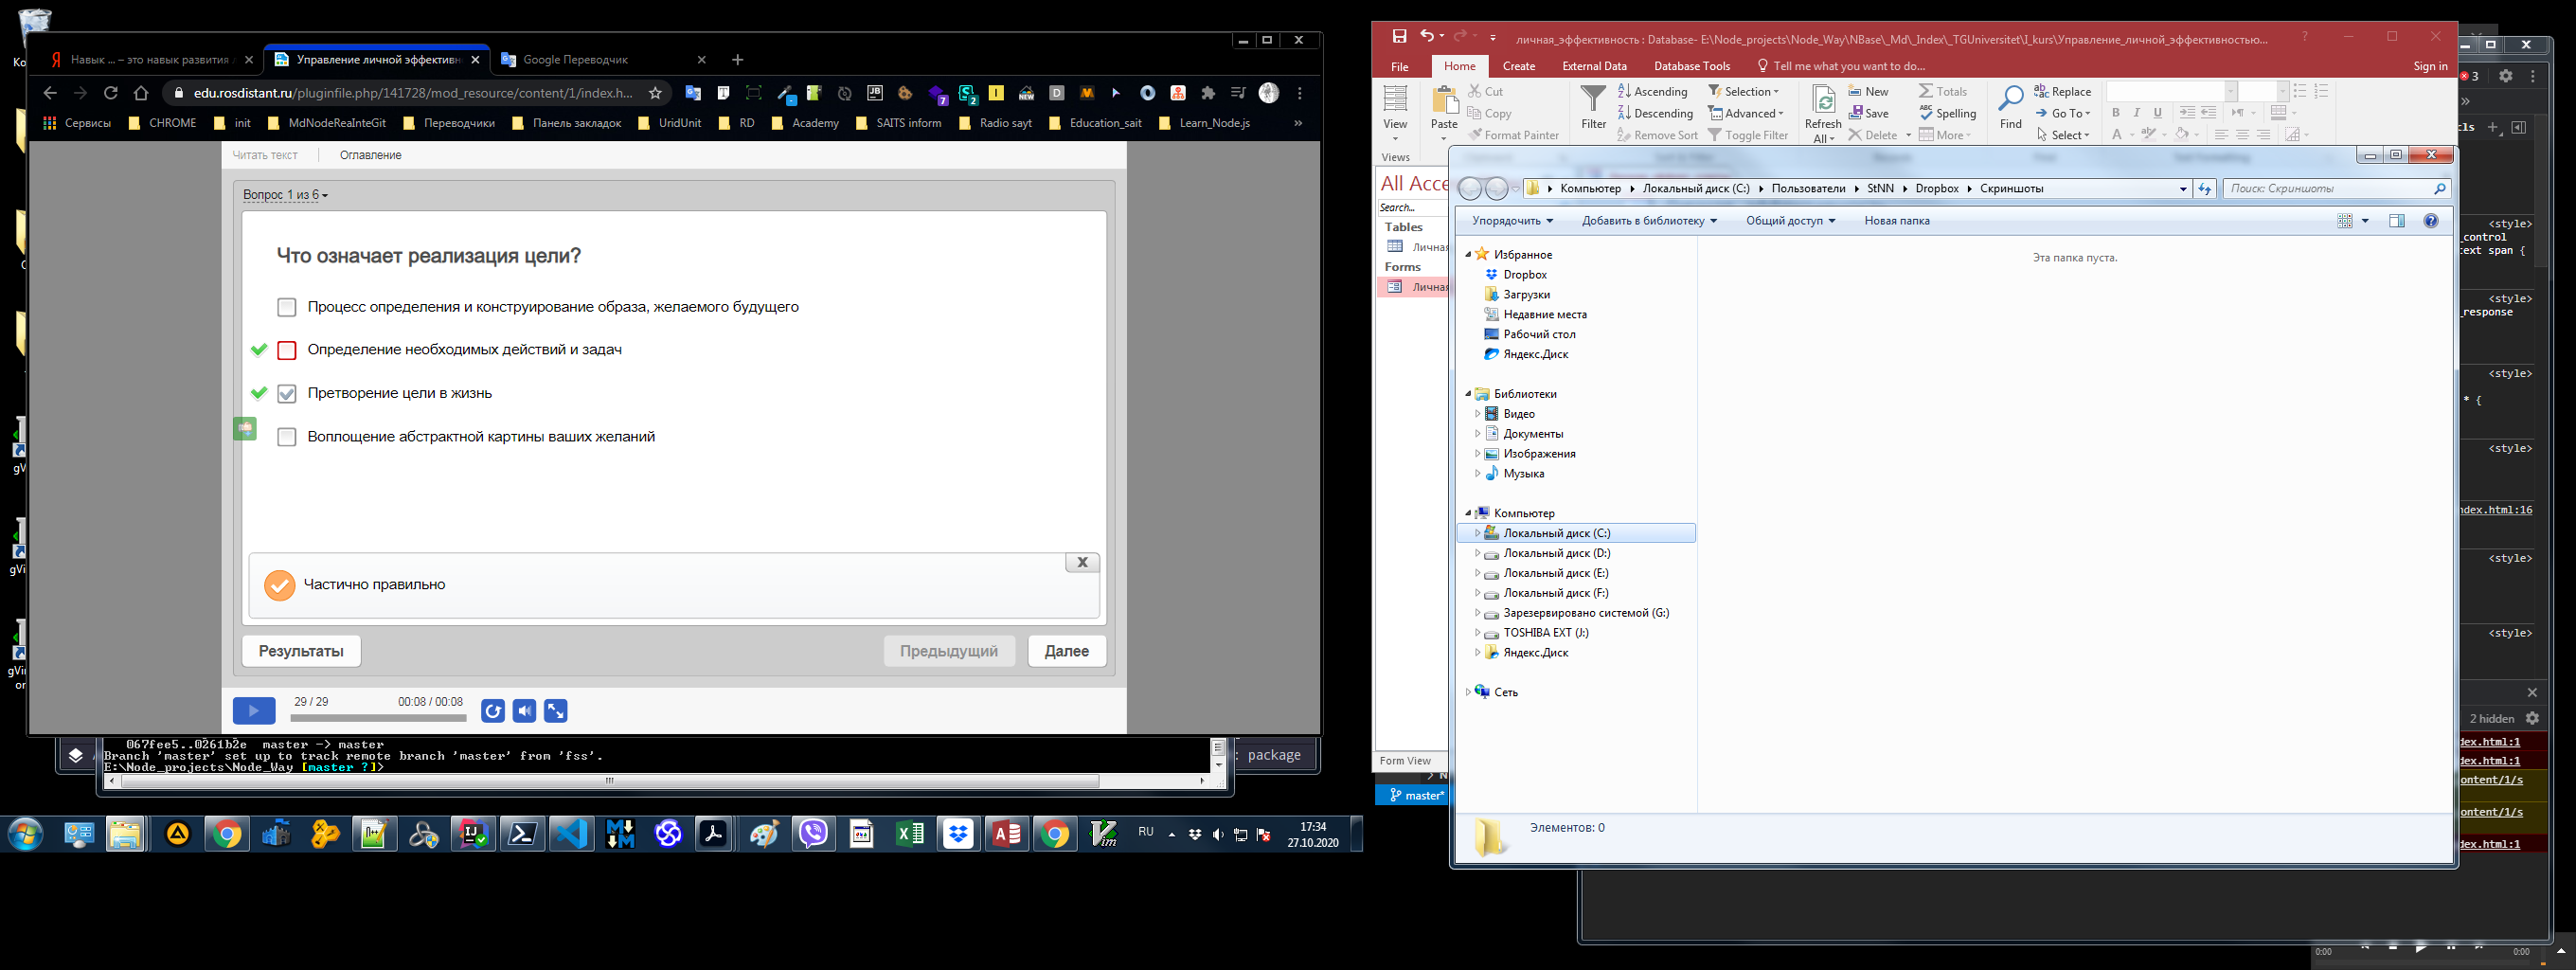 Навык ... – это навык развития
Управление личной эффективн
Google Переводчик
edu.rosdistant.ru/pluginfile.php/141728/mod_resource/content/1/index.h...
Сервисы
CHROME
init
MdNodeReaInteGit
Переводчики
Панель закладок
UridUnit
RD
Academy
SAITS inform
Radio sayt
Education_sait
Learn_Node.js
»
Читать текст
Оглавление
Вопрос 1 из 6
Что означает реализация цели?
Процесс определения и конструирование образа, желаемого будущего
Определение необходимых действий и задач
Претворение цели в жизнь
Воплощение абстрактной картины ваших желаний
Частично правильно
X
Результаты
Предыдущий
Далее
29 / 29
00:08 / 00:08
067fee5..0261b2e master -> master
Branch 'master' set up to track remote branch 'master' from 'fss'.
E:\Node_projects\Node_Way [master ?]>
: package
RU
17:34
27.10.2020
личная_эффективность : Database- E:\Node_projects\Node_Way\NBase\_Md\_Index\_TGUniversitet\I_kurs\Управление_личной_эффективностью...
File
Home
Create
External Data
Database Tools
Tell me what you want to do...
Sign in
View
Views
Paste
Cut
Copy
Format Painter
Filter
Ascending
Descending
Remove Sort
Selection
Advanced
Toggle Filter
Refresh
All
New
Save
Delete
Totals
Spelling
More
Find
Replace
Go To
Select
B I U
All Acce
Search...
Tables
Личная
Forms
Личная
Form View
master*
Компьютер
Локальный диск (C:)
Пользователи
StNN
Dropbox
Скриншоты
Поиск: Скриншоты
Упорядочить
Добавить в библиотеку
Общий доступ
Новая папка
Эта папка пуста.
Избранное
Dropbox
Загрузки
Недавние места
Рабочий стол
Яндекс.Диск
Библиотеки
Видео
Документы
Изображения
Музыка
Компьютер
Локальный диск (C:)
Локальный диск (D:)
Локальный диск (E:)
Локальный диск (F:)
Зарезервировано системой (G:)
TOSHIBA EXT (J:)
Яндекс.Диск
Сеть
Элементов: 0
3
cls
<style>
_control
ext span {
<style>
_response
<style>
* {
<style>
ndex.html:16
<style>
<style>
2 hidden
dex.html:1
dex.html:1
ontent/1/s
ontent/1/s
dex.html:1
0:00
0:00